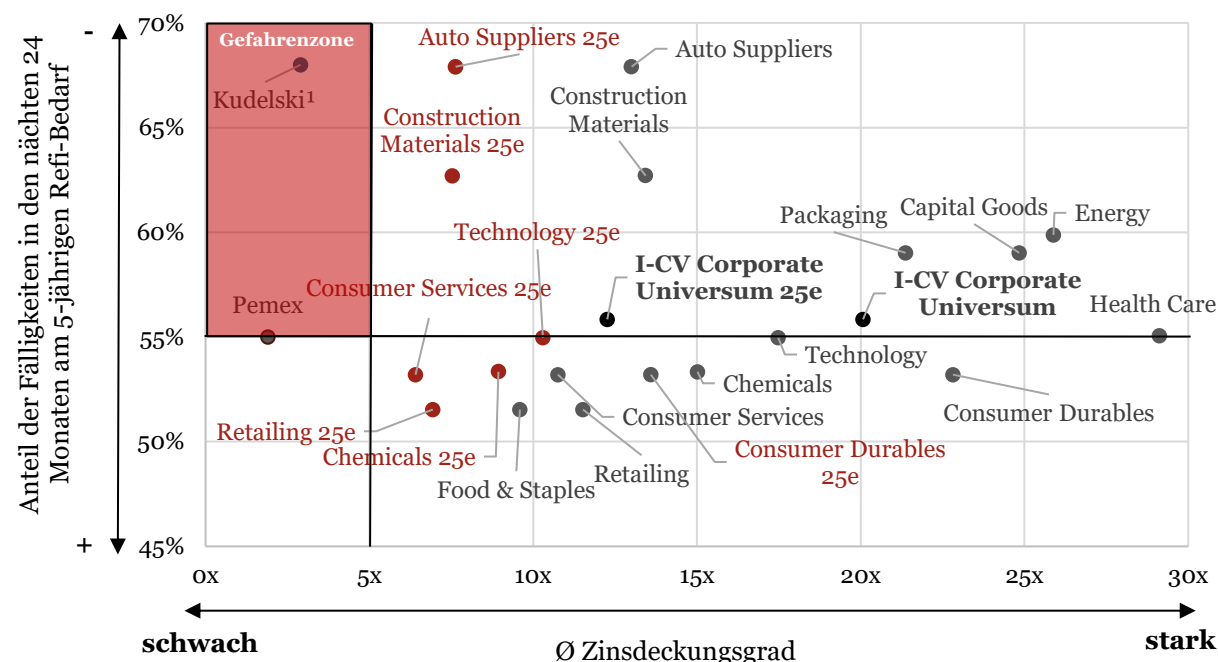 Anteil der Fälligkeiten in den nächten 24
Monaten am 5-jährigen Refi-Bedarf
-
+
70%
65%
60%
55%
50%
45%
Gefahrenzone
Kudelski¹
Auto Suppliers 25e
Auto Suppliers
Construction
Materials 25e
Construction
Materials
Technology 25e
Packaging
Capital Goods
Energy
Consumer Services 25e
I-CV Corporate
Universum 25e
I-CV Corporate
Universum
Health Care
Pemex
Technology
Chemicals
Consumer Services
Consumer Durables
Retailing 25e
Chemicals 25e
Food & Staples
Retailing
Consumer Durables
25e
0x
5x
10x
15x
20x
25x
30x
schwach
Ø Zinsdeckungsgrad
stark